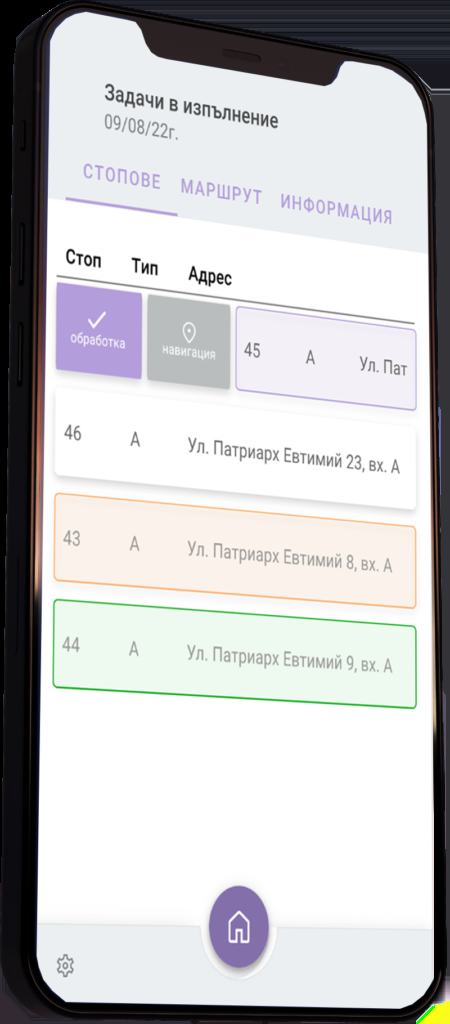 Задачи в изпълнение
09/08/22г.
СТОПОВЕ МАРШРУТ ИНФОРМАЦИЯ
Стоп Тип Адрес
обработка навигация 45 А Ул. Пат
46 А Ул. Патриарх Евтимий 23, вх. А
43 А Ул. Патриарх Евтимий 8, вх. А
44 А Ул. Патриарх Евтимий 9, вх. А